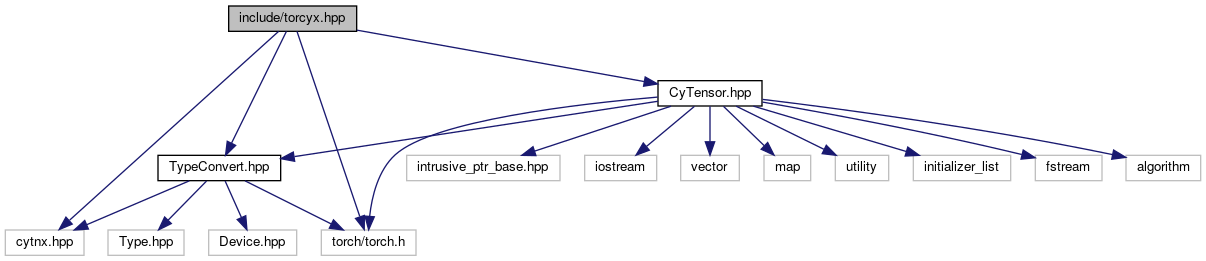 include/torcyx.hpp
CyTensor.hpp
TypeConvert.hpp
intrusive_ptr_base.hpp
iostream
vector
map
utility
initializer_list
fstream
algorithm
cytnx.hpp
Type.hpp
Device.hpp
torch/torch.h